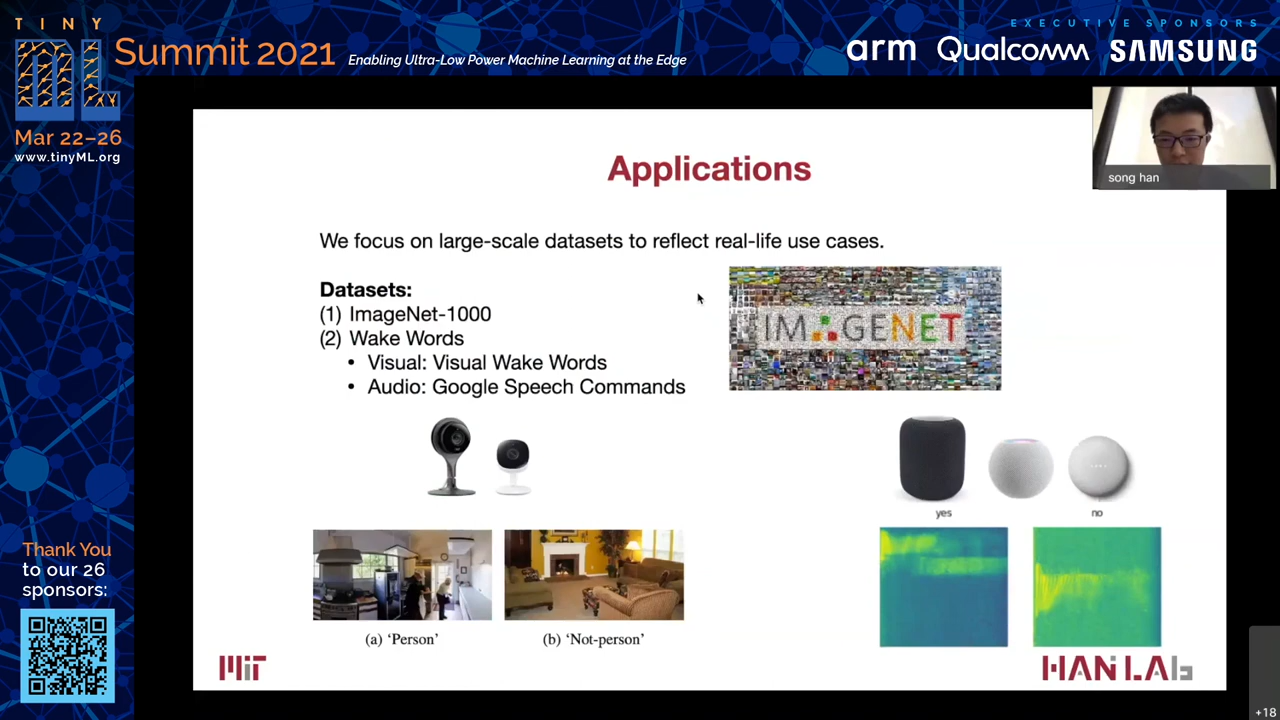 TINY
ML
Summit 2021
Enabling Ultra-Low Power Machine Learning at the Edge
EXECUTIVE SPONSORS
arm Qualcomm SAMSUNG
Mar 22–26
www.tinyML.org
song han
Applications
We focus on large-scale datasets to reflect real-life use cases.
Datasets:
(1) ImageNet-1000
(2) Wake Words
• Visual: Visual Wake Words
• Audio: Google Speech Commands
IMAGENET
yes
no
(a) ‘Person’
(b) ‘Not-person’
MIT
HAN LAb
Thank You
to our 26
sponsors:
+18